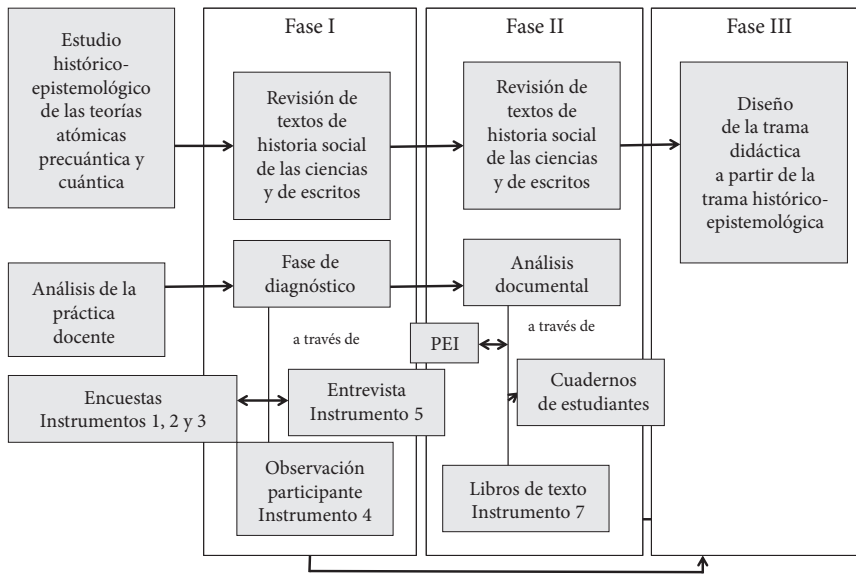 Fase I
Fase II
Fase III
Estudio
histórico-
epistemológico
de las teorías
atómicas
precuántica y
cuántica
Revisión de
textos de
historia social
de las ciencias
y de escritos
Revisión de
textos de
historia social
de las ciencias
y de escritos
Diseño
de la trama
didáctica
a partir de la
trama histórico-
epistemológica
Análisis de la
práctica
docente
Fase de
diagnóstico
Análisis
documental
a través de
a través de
PEI
Encuestas
Instrumentos 1, 2 y 3
Entrevista
Instrumento 5
Cuadernos
de estudiantes
Observación
participante
Instrumento 4
Libros de texto
Instrumento 7